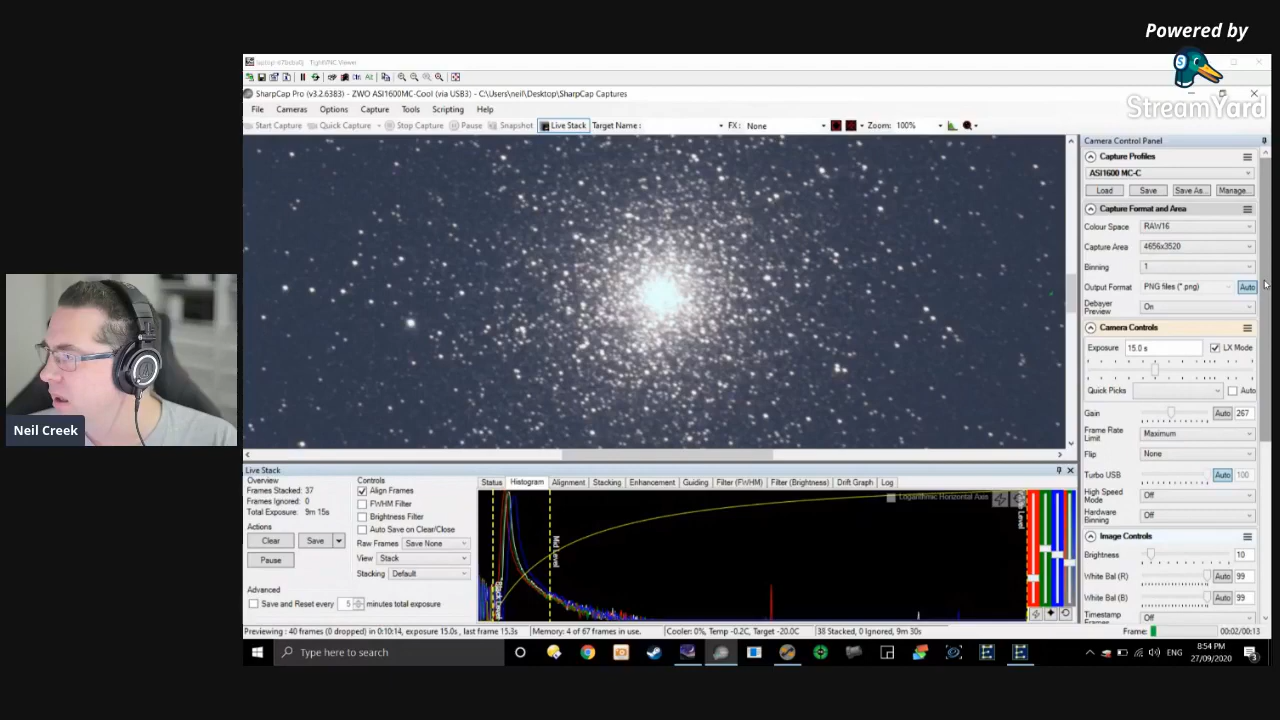 Powered by
StreamYard
TightVNC Viewer
SharpCap Pro (v3.2.6383) - ZWO ASI1600MC-Cool (via USB3) - C:\Users\neil\Desktop\SharpCap Captures
File Cameras Options Capture Tools Scripting Help
Start Capture Quick Capture Stop Capture Pause Snapshot Live Stack Target Name : FX: None Zoom: 100%
Camera Control Panel
Capture Profiles
ASI1600 MC-C
Load Save Save As... Manage...
Capture Format and Area
Colour Space RAW16
Capture Area 4656x3520
Binning 1
Output Format PNG files (*.png) Auto
Debayer Preview On
Camera Controls
Exposure 15.0 s LX Mode
Quick Picks Auto
Gain Auto 267
Frame Rate Limit Maximum
Flip None
Turbo USB Auto 100
High Speed Mode Off
Hardware Binning Off
Image Controls
Brightness 10
White Bal (R) Auto 99
White Bal (B) Auto 99
Timestamp Frames Off
Neil Creek
Live Stack
Overview
Frames Stacked: 37
Frames Ignored: 0
Total Exposure: 9m 15s
Actions
Clear Save
Pause
Advanced
Save and Reset every 5 minutes total exposure
Controls
Align Frames
FWHM Filter
Brightness Filter
Auto Save on Clear/Close
Raw Frames Save None
View Stack
Stacking Default
Status Histogram Alignment Stacking Enhancement Guiding Filter (FWHM) Filter (Brightness) Drift Graph Log
Logarithmic Horizontal Axis
Mid Level
Previewing : 40 frames (0 dropped) in 0:10:14, exposure 15.0s , last frame 15.3s Memory: 4 of 67 frames in use. Cooler: 0%, Temp -0.2C, Target -20.0C 38 Stacked, 0 Ignored, 9m 30s Frame: 00:02/00:13
Type here to search
ENG
8:54 PM
27/09/2020
3